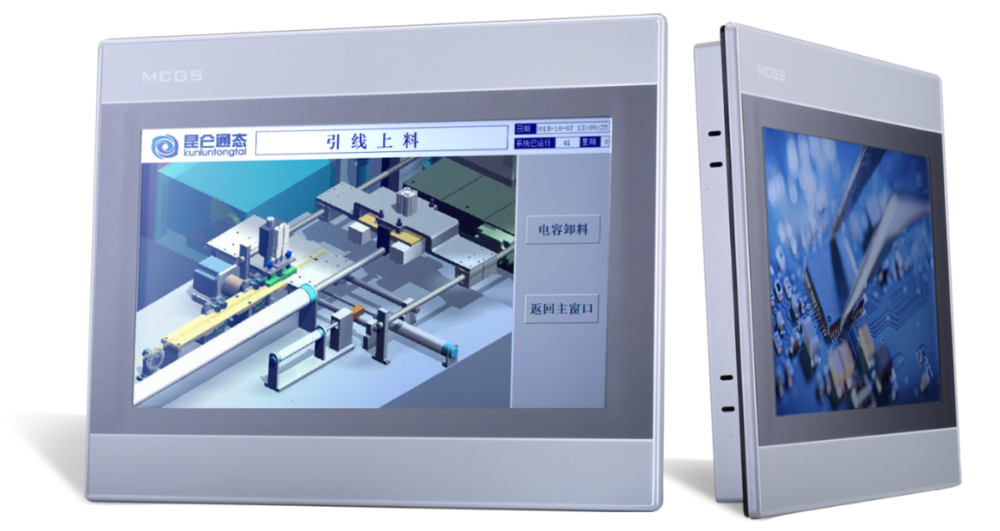 MCGS
昆仑通态
kunluntongtai
引线上料
日期 2018-10-07 13:09:25
系统已运行 41 星期 0
电容卸料
返回主窗口
MCGS